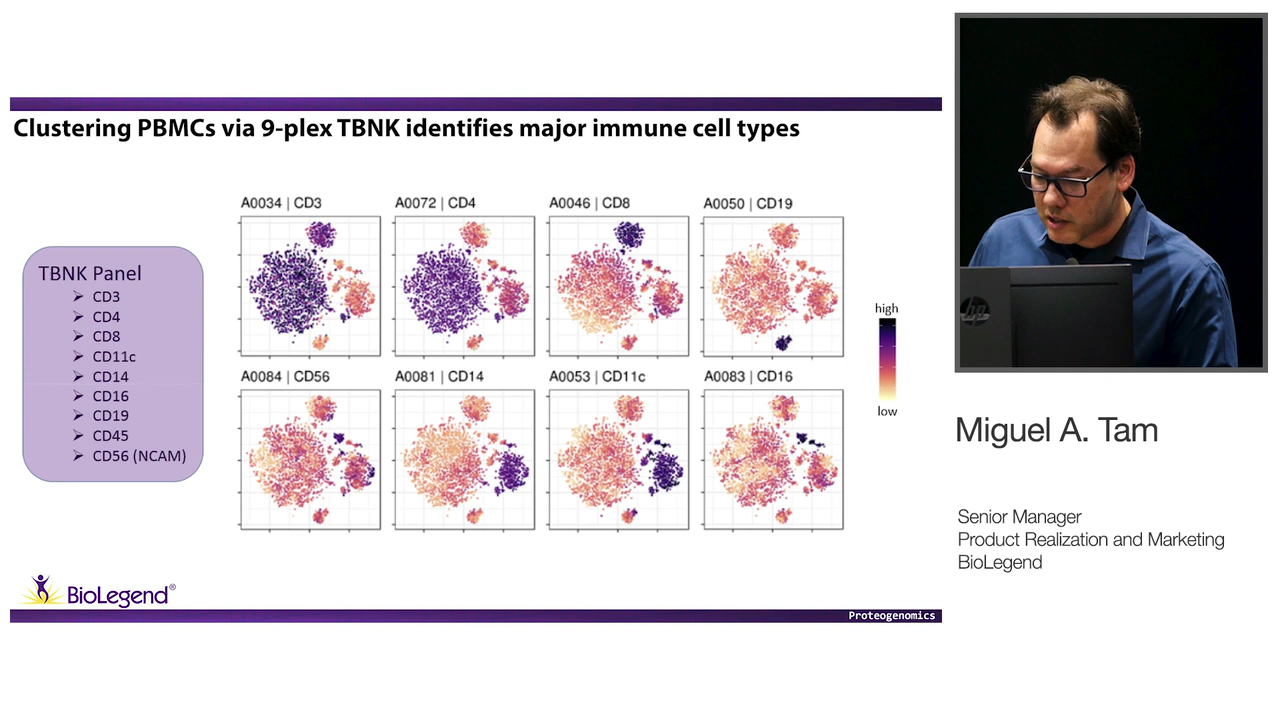 Clustering PBMCs via 9-plex TBNK identifies major immune cell types
TBNK Panel
CD3
CD4
CD8
CD11c
CD14
CD16
CD19
CD45
CD56 (NCAM)
A0034 | CD3
A0072 | CD4
A0046 | CD8
A0050 | CD19
A0084 | CD56
A0081 | CD14
A0053 | CD11c
A0083 | CD16
high
low
BioLegend®
Proteogenomics
hp
Miguel A. Tam
Senior Manager
Product Realization and Marketing
BioLegend